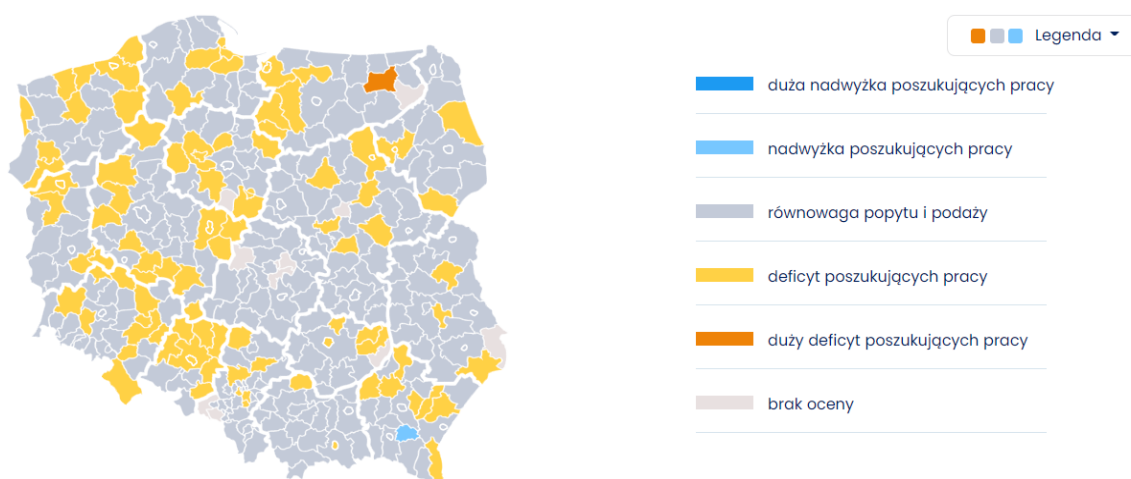 Legenda
duża nadwyżka poszukujących pracy
nadwyżka poszukujących pracy
równowaga popytu i podaży
deficyt poszukujących pracy
duży deficyt poszukujących pracy
brak oceny